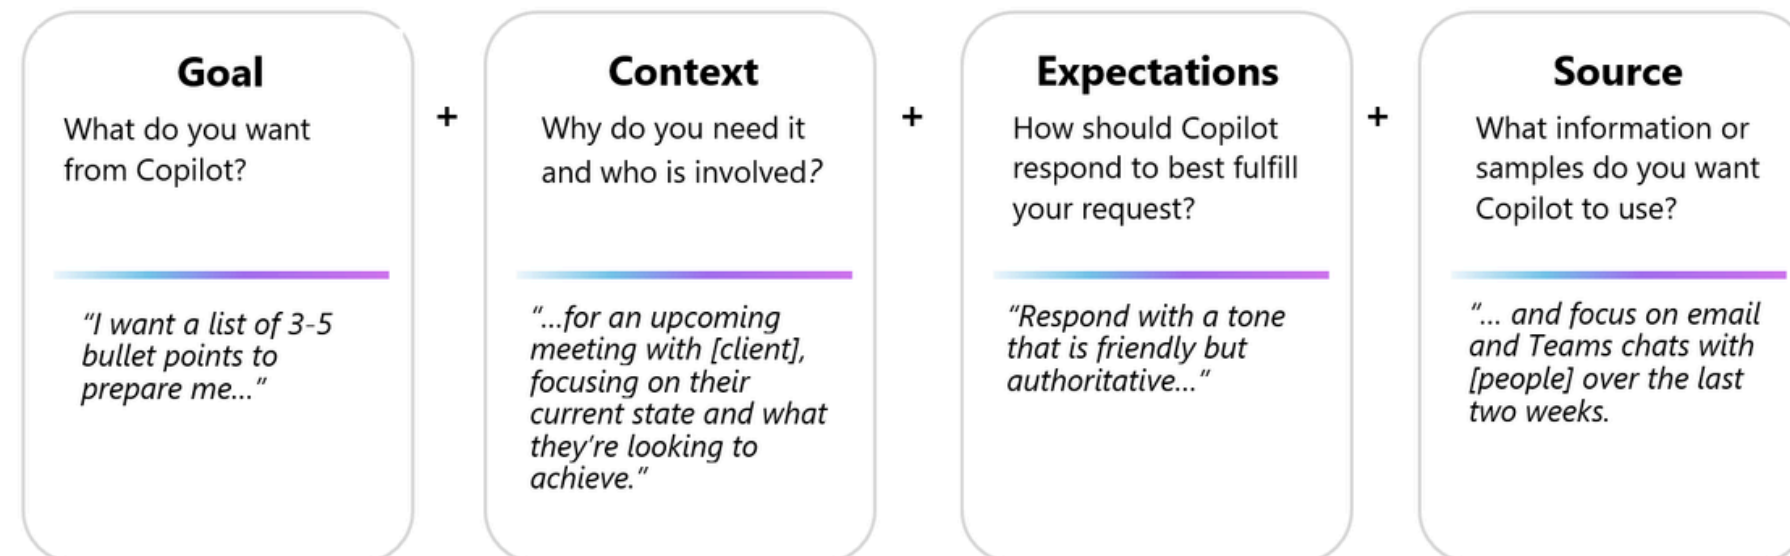 Goal
What do you want
from Copilot?
“I want a list of 3-5
bullet points to
prepare me...”
+
Context
Why do you need it
and who is involved?
“...for an upcoming
meeting with [client],
focusing on their
current state and what
they’re looking to
achieve.”
+
Expectations
How should Copilot
respond to best fulfill
your request?
“Respond with a tone
that is friendly but
authoritative...”
+
Source
What information or
samples do you want
Copilot to use?
“... and focus on email
and Teams chats with
[people] over the last
two weeks.